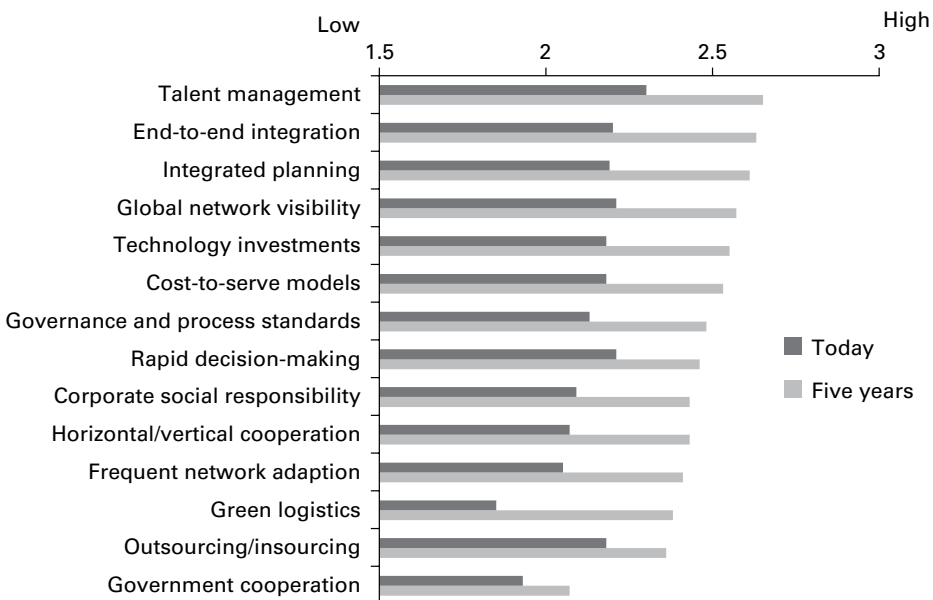 Low
High
1.5 2 2.5 3
Talent management
End-to-end integration
Integrated planning
Global network visibility
Technology investments
Cost-to-serve models
Governance and process standards
Rapid decision-making
Corporate social responsibility
Horizontal/vertical cooperation
Frequent network adaption
Green logistics
Outsourcing/insourcing
Government cooperation
Today
Five years